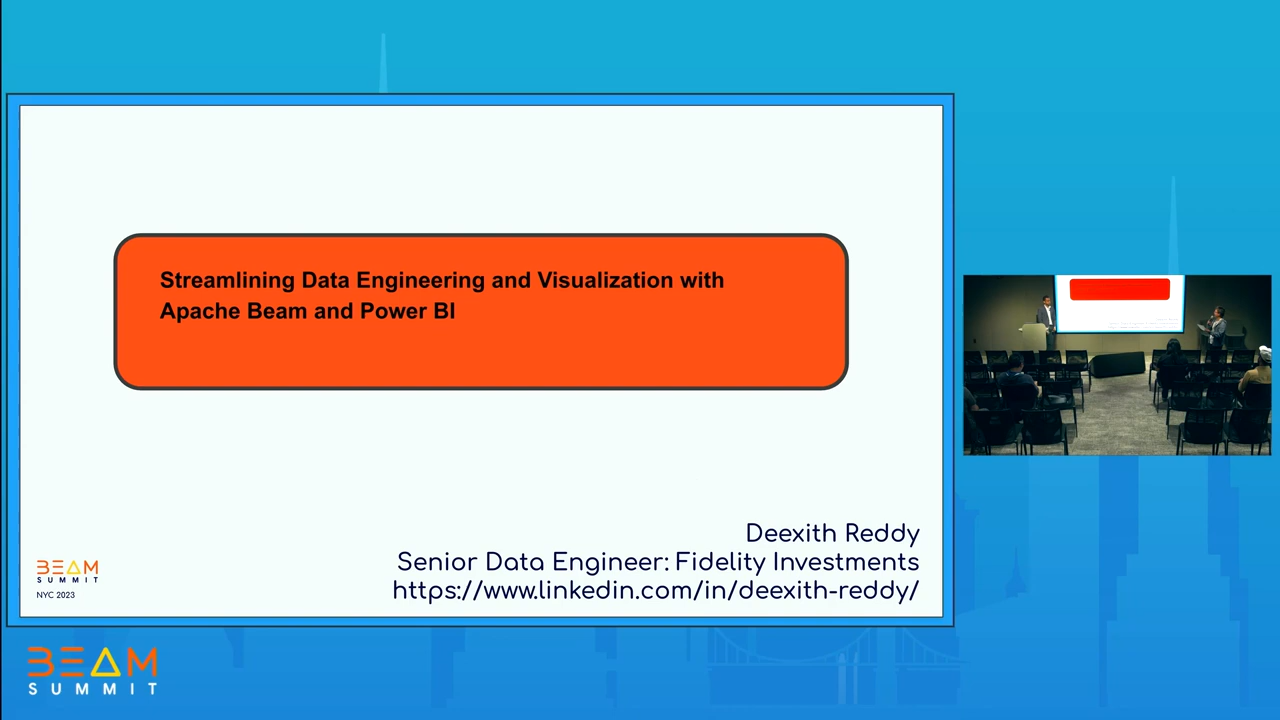 Streamlining Data Engineering and Visualization with
Apache Beam and Power BI
Deexith Reddy
Senior Data Engineer: Fidelity Investments
https://www.linkedin.com/in/deexith-reddy/
BEAM
SUMMIT
NYC 2023
BEAM
SUMMIT